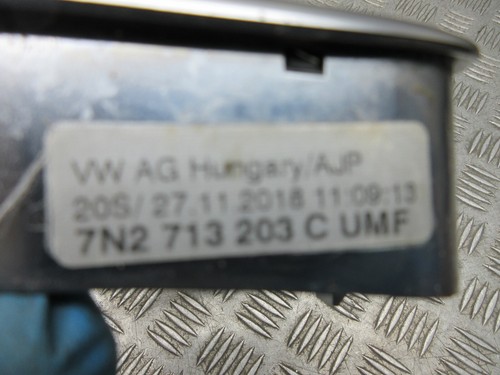 VW AG Hungary/AJP
20S/ 27.11.2018 11:09:13
7N2 713 203 C UMF